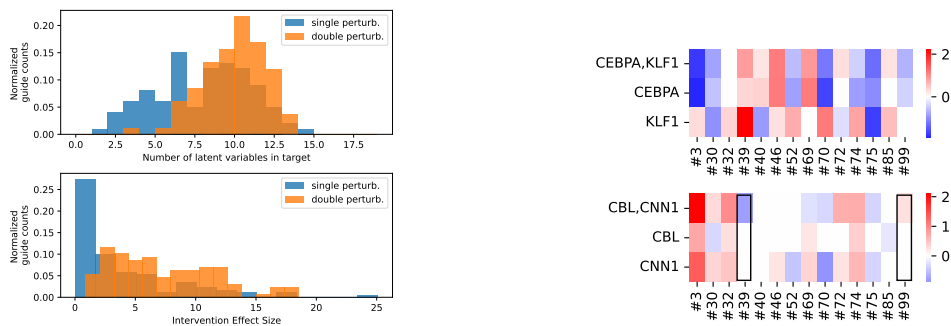 0.20
0.15
0.10
0.05
0.00
Normalized
guide counts
single perturb.
double perturb.
0.0 2.5 5.0 7.5 10.0 12.5 15.0 17.5
Number of latent variables in target
0.25
0.20
0.15
0.10
0.05
0.00
Normalized
guide counts
single perturb.
double perturb.
0 5 10 15 20 25
Intervention Effect Size
CEBPA,KLF1
CEBPA
KLF1
#3 #30 #32 #39 #40 #46 #52 #69 #70 #72 #74 #75 #85 #99
2
0
CBL,CNN1
CBL
CNN1
#3 #30 #32 #39 #40 #46 #52 #69 #70 #72 #74 #75 #85 #99
2
1
0